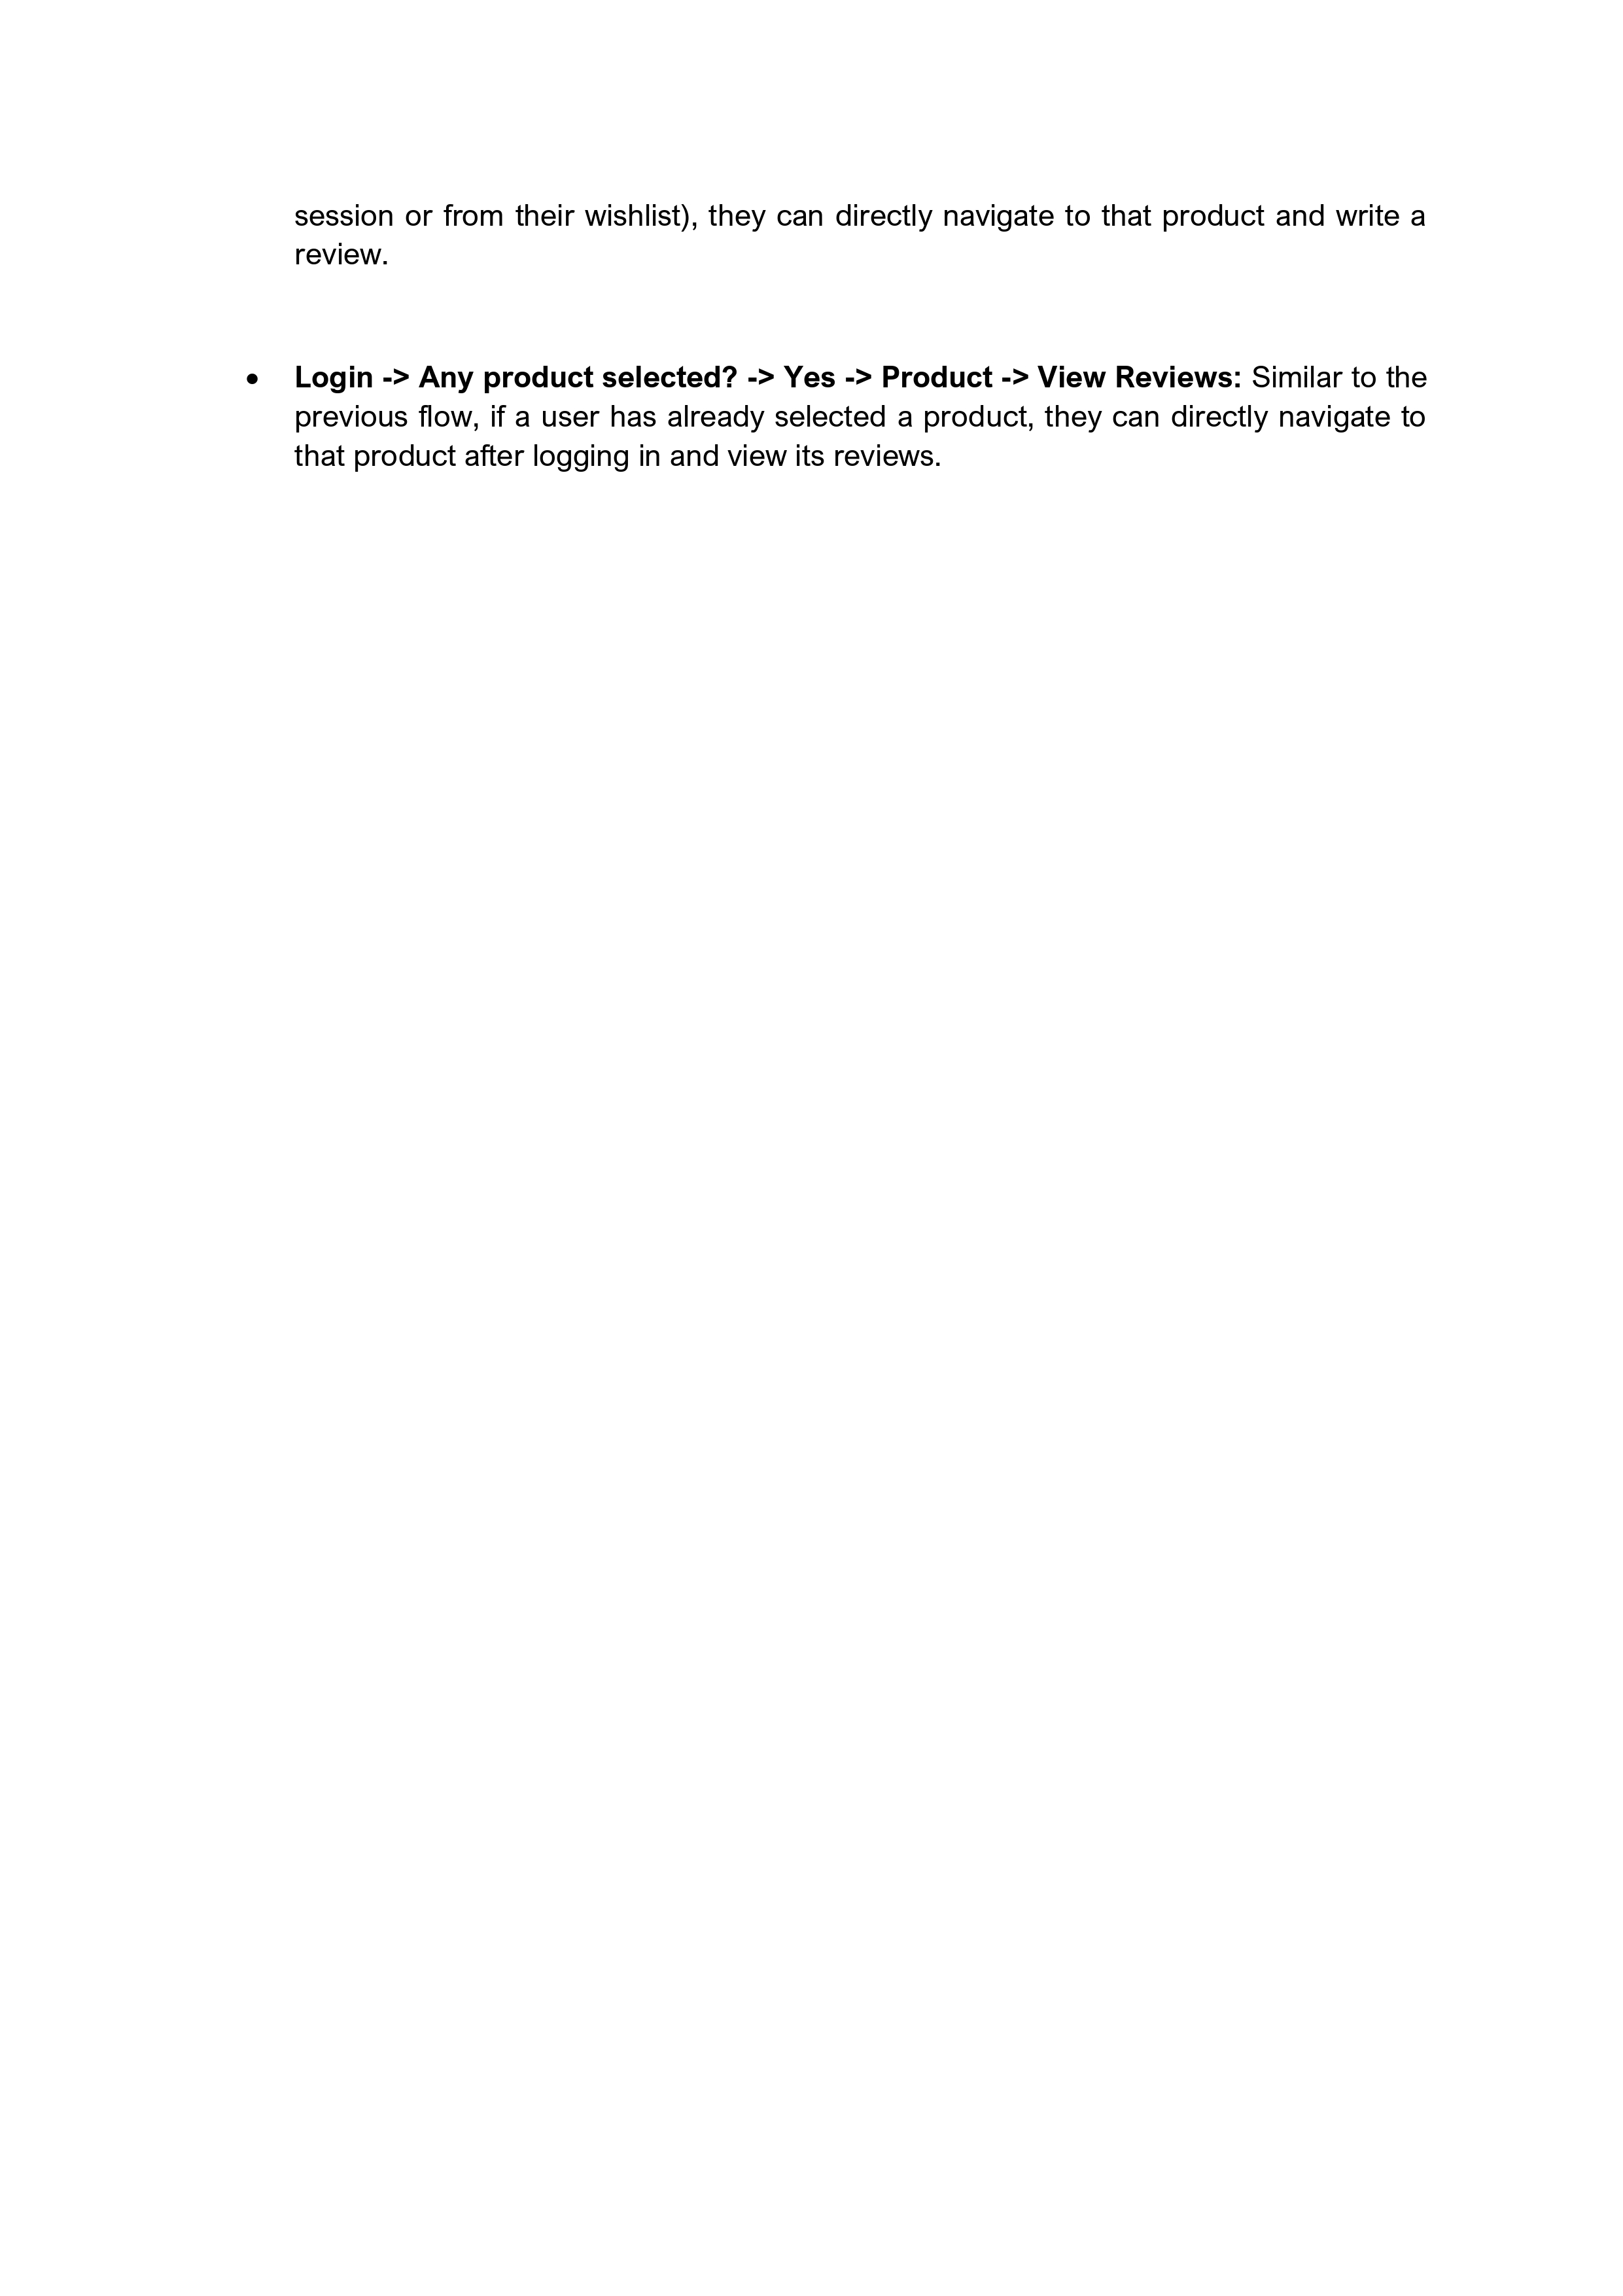 session or from their wishlist), they can directly navigate to that product and write a
review.
• Login -> Any product selected? -> Yes -> Product -> View Reviews: Similar to the
previous flow, if a user has already selected a product, they can directly navigate to
that product after logging in and view its reviews.